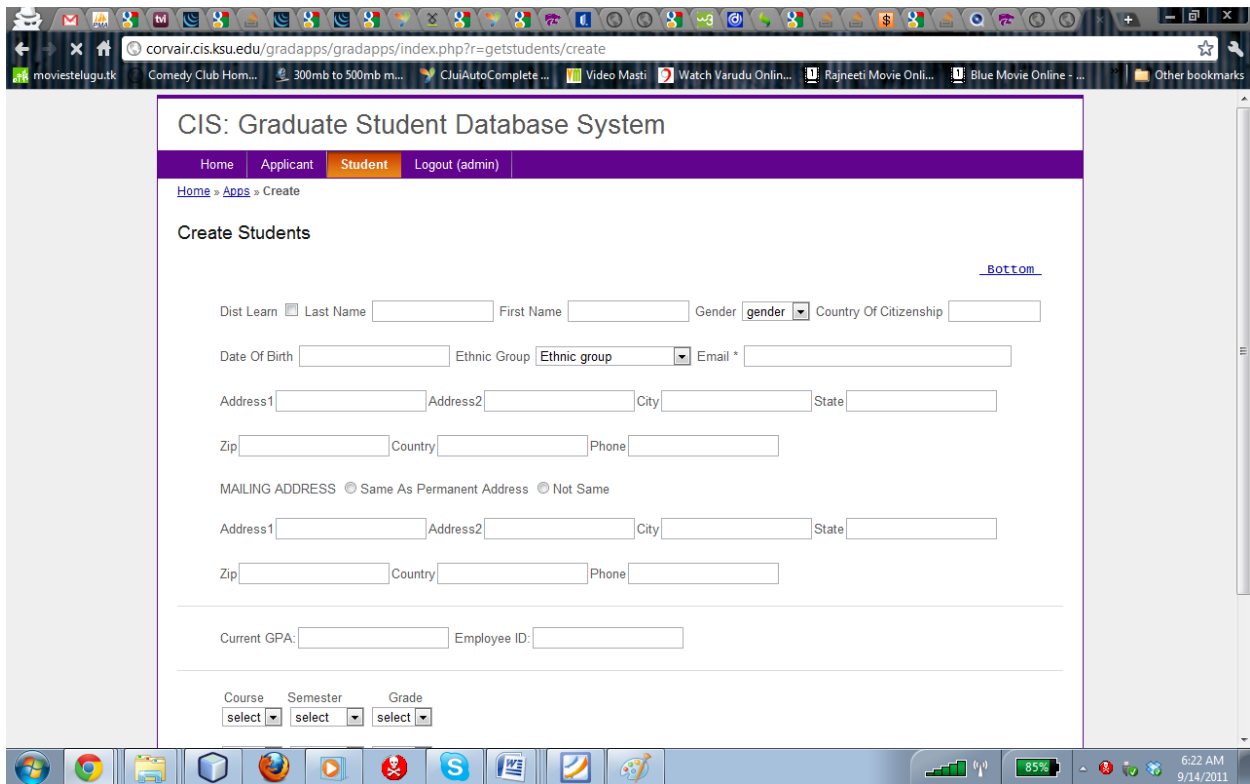 corvair.cis.ksu.edu/gradapps/gradapps/index.php?r=getstudents/create
moviestelugu.tk Comedy Club Hom... 300mb to 500mb m... CJuiAutoComplete ... Video Masti Watch Varudu Onlin... Rajneeti Movie Onli... Blue Movie Online - ... » Other bookmarks
CIS: Graduate Student Database System
Home Applicant Student Logout (admin)
Home » Apps » Create
Create Students
Bottom
Dist Learn Last Name First Name Gender gender Country Of Citizenship
Date Of Birth Ethnic Group Ethnic group Email *
Address1 Address2 City State
Zip Country Phone
MAILING ADDRESS Same As Permanent Address Not Same
Address1 Address2 City State
Zip Country Phone
Current GPA: Employee ID:
Course Semester Grade
select select select
85%
6:22 AM
9/14/2011